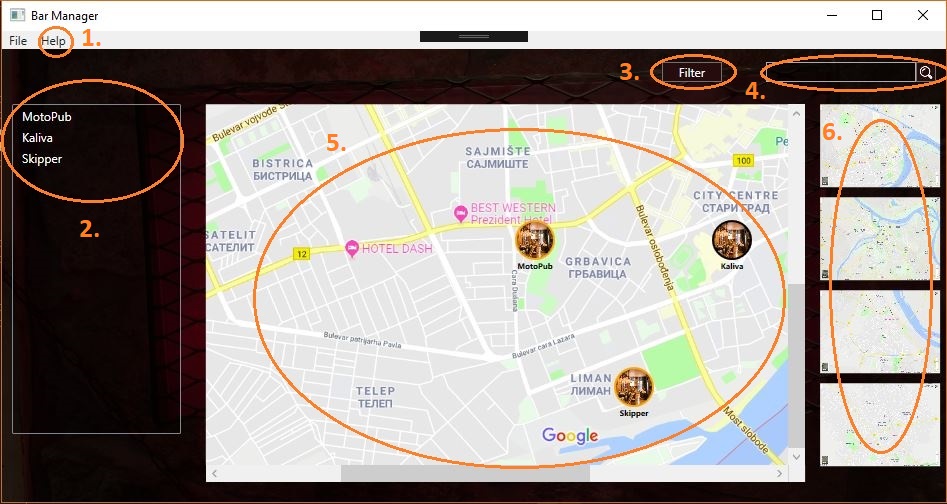 Bar Manager
File
Help
1.
3.
Filter
4.
MotoPub
Kaliva
Skipper
2.
5.
6.
Bulevar vojvode S
SAJMIŠTE
САЈМИШТЕ
100
Pe
BISTRICA
БИСТРИЦА
CITY CENTRE
СТАРИ ГРАД
BEST WESTERN
Prezident Hotel
SATELIT
САТЕЛИТ
HOTEL DASH
12
MotoPub
Kaliva
GRBAVICA
ГРБАВИЦА
Bulevar oslobođenja
Cara Dušana
Bulevar patrijarha Pavla
Bulevar cara Lazara
TELEP
ТЕЛЕП
LIMAN
ЛИМАН
Skipper
Most slobode
Google